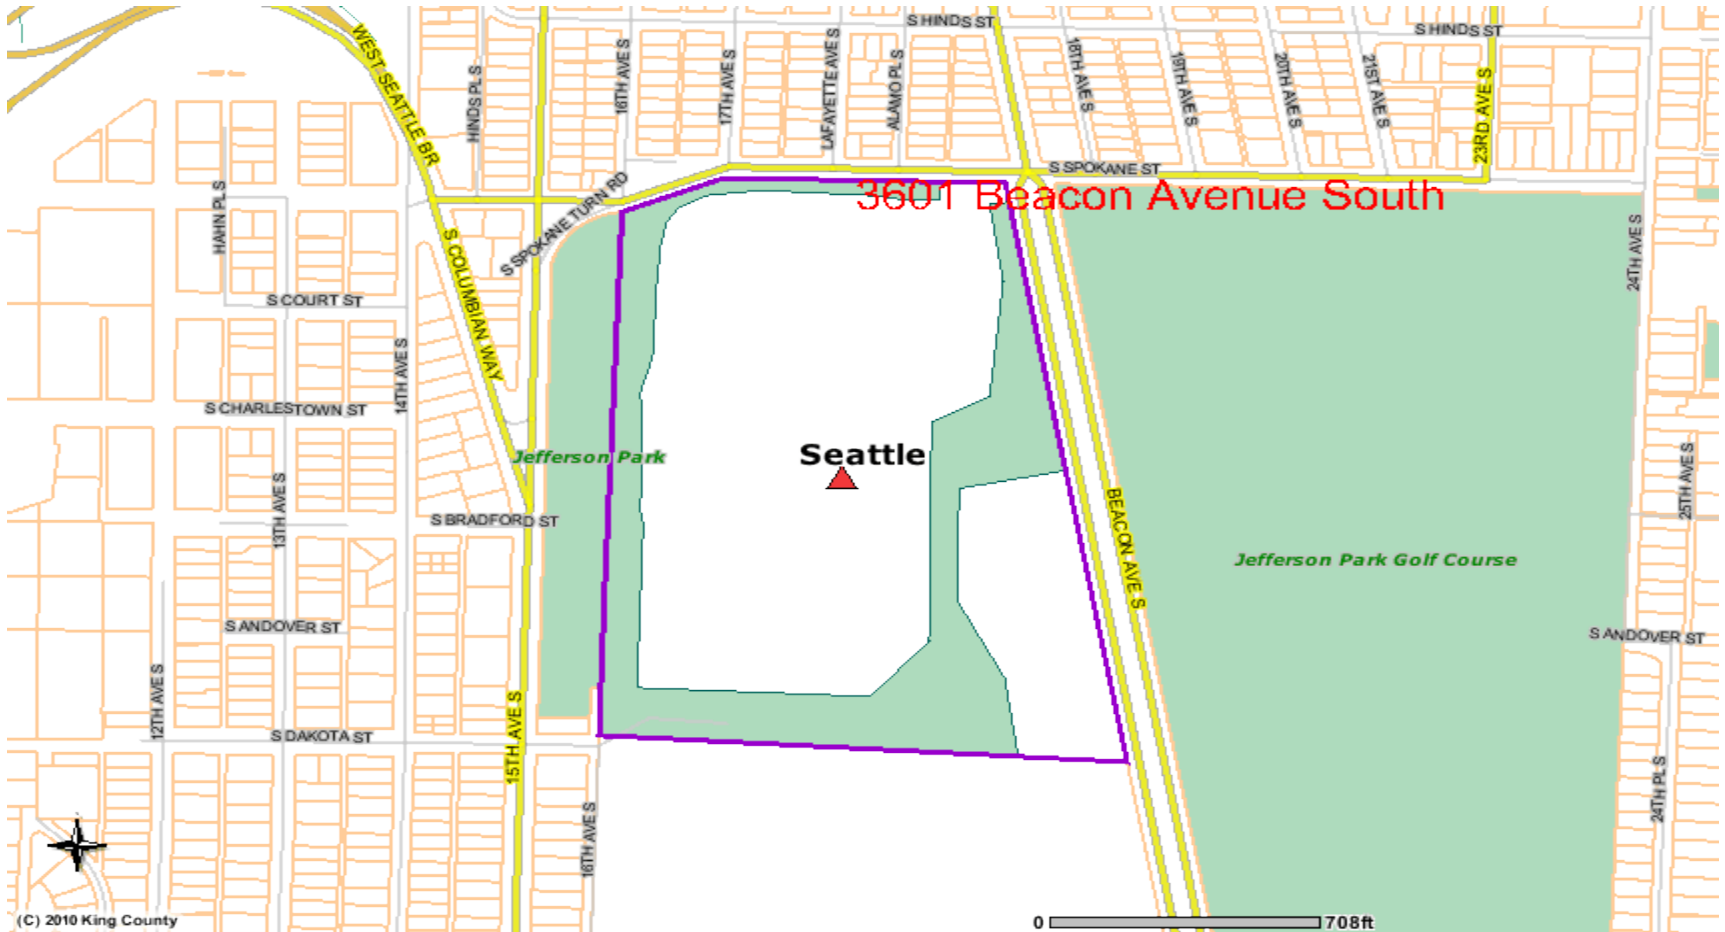 S HINDS ST
S HINDS ST
WEST SEATTLE BR
HINDS PL S
16TH AVE S
17TH AVE S
LAFAYETTE AVE S
ALAMO PL S
18TH AVE S
19TH AVE S
20TH AVE S
21ST AVE S
23RD AVE S
S SPOKANE ST
3601 Beacon Avenue South
HAHN PL S
S SPOKANE TURN RD
24TH AVE S
S COLUMBIAN WAY
S COURT ST
14TH AVE S
S CHARLESTOWN ST
Jefferson Park
Seattle
13TH AVE S
S BRADFORD ST
BEACON AVE S
25TH AVE S
Jefferson Park Golf Course
S ANDOVER ST
S ANDOVER ST
12TH AVE S
15TH AVE S
S DAKOTA ST
16TH AVE S
24TH PL S
(C) 2010 King County
0 708ft